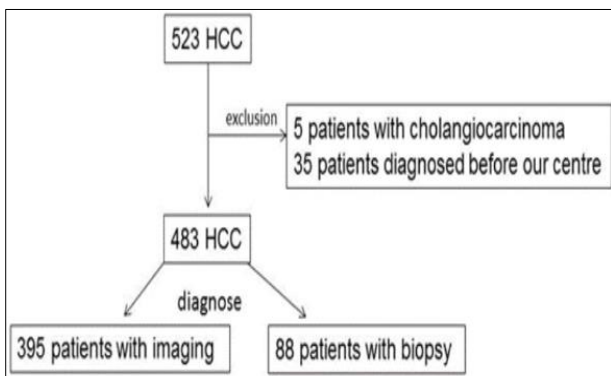 523 HCC
exclusion
5 patients with cholangiocarcinoma
35 patients diagnosed before our centre
483 HCC
diagnose
395 patients with imaging
88 patients with biopsy